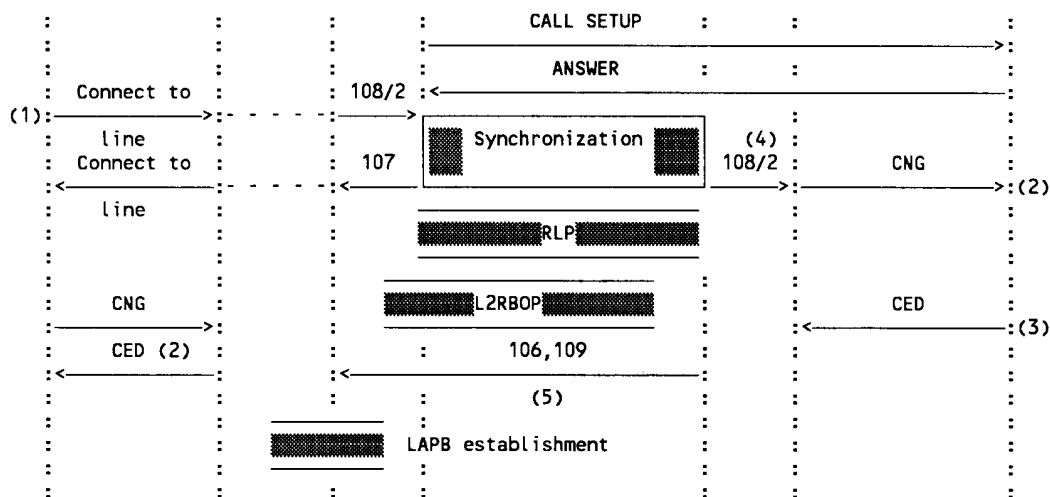 CALL SETUP
ANSWER
Connect to 108/2
(1)
line Synchronization (4)
Connect to 107 108/2 CNG
(2)
line
RLP
L2RBOP
CNG CED
(3)
CED (2) 106,109
(5)
LAPB establishment